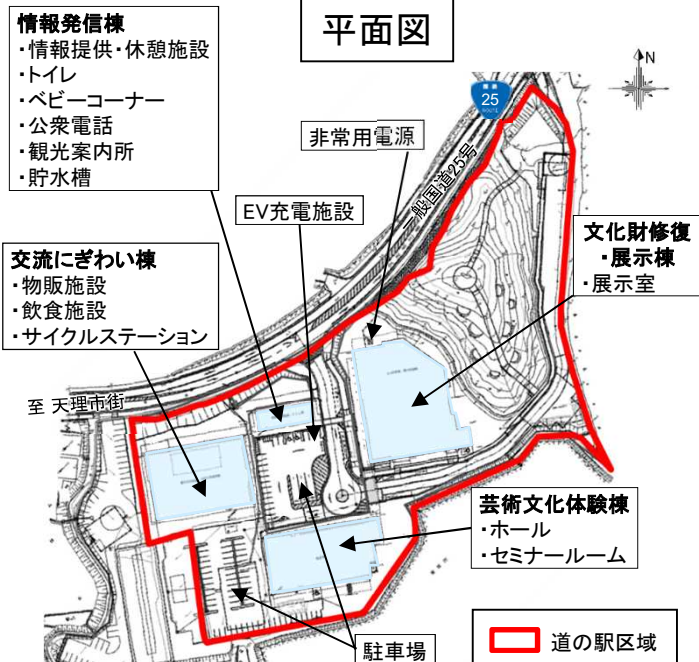 平面図
情報発信棟
・情報提供・休憩施設
・トイレ
・ベビーコーナー
・公衆電話
・観光案内所
・貯水槽
N
国道
25
ROUTE
非常用電源
一般国道25号
EV充電施設
文化財修復
・展示棟
・展示室
交流にぎわい棟
・物販施設
・飲食施設
・サイクルステーション
至 天理市街
芸術文化体験棟
・ホール
・セミナールーム
駐車場
道の駅区域